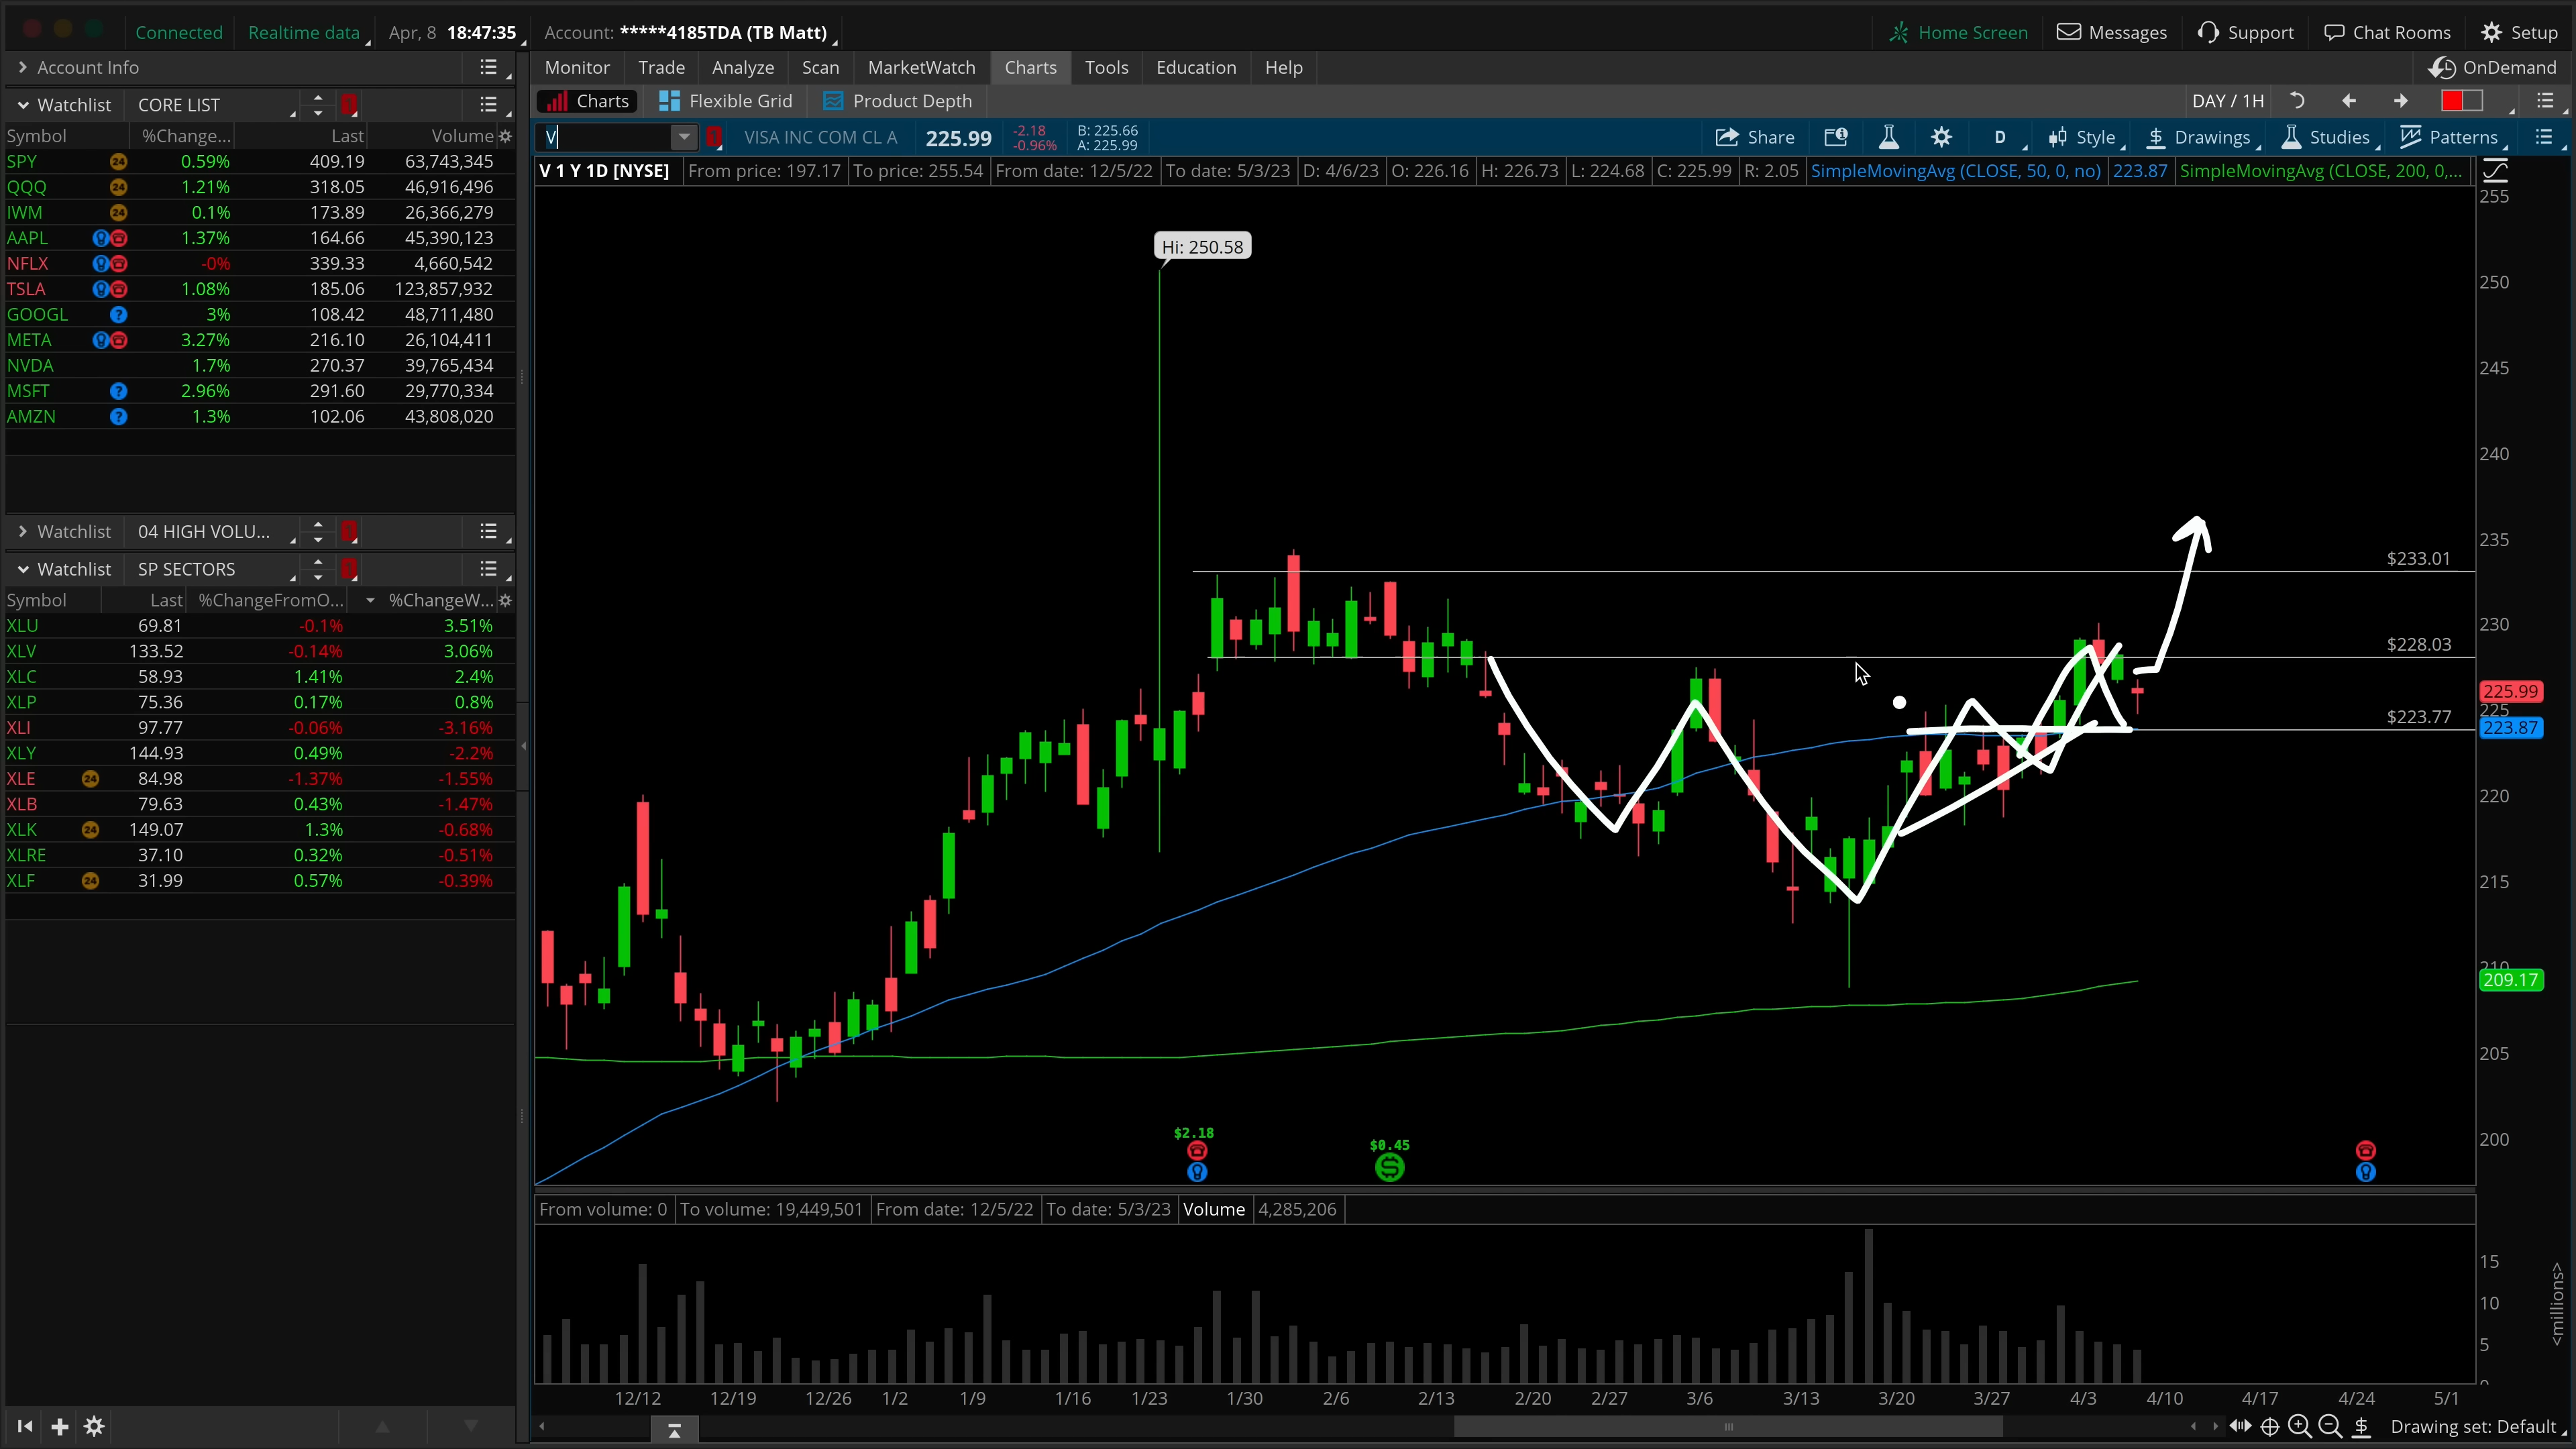 Connected Realtime data Apr, 8 18:47:35 Account: *****4185TDA (TB Matt) Home Screen Messages Support Chat Rooms Setup
Account Info Monitor Trade Analyze Scan MarketWatch Charts Tools Education Help OnDemand
Watchlist CORE LIST 1 Charts Flexible Grid Product Depth DAY / 1H
Symbol %Change... Last Volume V 1 VISA INC COM CL A 225.99 -2.18 -0.96% B: 225.66 A: 225.99 Share D Style Drawings Studies Patterns
V 1 Y 1D [NYSE] From price: 197.17 To price: 255.54 From date: 12/5/22 To date: 5/3/23 D: 4/6/23 O: 226.16 H: 226.73 L: 224.68 C: 225.99 R: 2.05 SimpleMovingAvg (CLOSE, 50, 0, no) 223.87 SimpleMovingAvg (CLOSE, 200, 0,...
SPY 24 0.59% 409.19 63,743,345
QQQ 24 1.21% 318.05 46,916,496
IWM 24 0.1% 173.89 26,366,279
AAPL 1.37% 164.66 45,390,123
NFLX -0% 339.33 4,660,542
TSLA 1.08% 185.06 123,857,932
GOOGL ? 3% 108.42 48,711,480
META 3.27% 216.10 26,104,411
NVDA 1.7% 270.37 39,765,434
MSFT ? 2.96% 291.60 29,770,334
AMZN ? 1.3% 102.06 43,808,020
Watchlist 04 HIGH VOLU... 1
Watchlist SP SECTORS 1
Symbol Last %ChangeFromO... %ChangeW...
XLU 69.81 -0.1% 3.51%
XLV 133.52 -0.14% 3.06%
XLC 58.93 1.41% 2.4%
XLP 75.36 0.17% 0.8%
XLI 97.77 -0.06% -3.16%
XLY 144.93 0.49% -2.2%
XLE 24 84.98 -1.37% -1.55%
XLB 79.63 0.43% -1.47%
XLK 24 149.07 1.3% -0.68%
XLRE 37.10 0.32% -0.51%
XLF 24 31.99 0.57% -0.39%
Hi: 250.58
255
250
245
240
235
$233.01
230
$228.03
225.99
225
$223.77
223.87
220
215
210
209.17
205
200
$2.18
$0.45
From volume: 0 To volume: 19,449,501 From date: 12/5/22 To date: 5/3/23 Volume 4,285,206
15
10
5
0
<millions>
12/12 12/19 12/26 1/2 1/9 1/16 1/23 1/30 2/6 2/13 2/20 2/27 3/6 3/13 3/20 3/27 4/3 4/10 4/17 4/24 5/1
Drawing set: Default